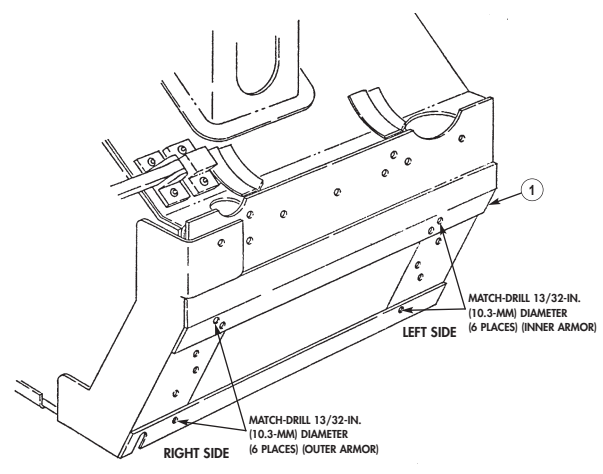 1
MATCH-DRILL 13/32-IN.
(10.3-MM) DIAMETER
(6 PLACES) (INNER ARMOR)
LEFT SIDE
MATCH-DRILL 13/32-IN.
(10.3-MM) DIAMETER
(6 PLACES) (OUTER ARMOR)
RIGHT SIDE